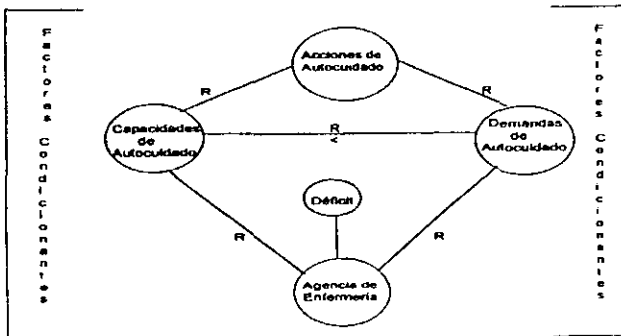 Factores Condicionantes
Acciones de
Autocuidado
R
R
Capacidades
de
Autocuidado
R
<
Demandas
de
Autocuidado
Déficit
R
R
Agencia de
Enfermería
Factores Condicionantes